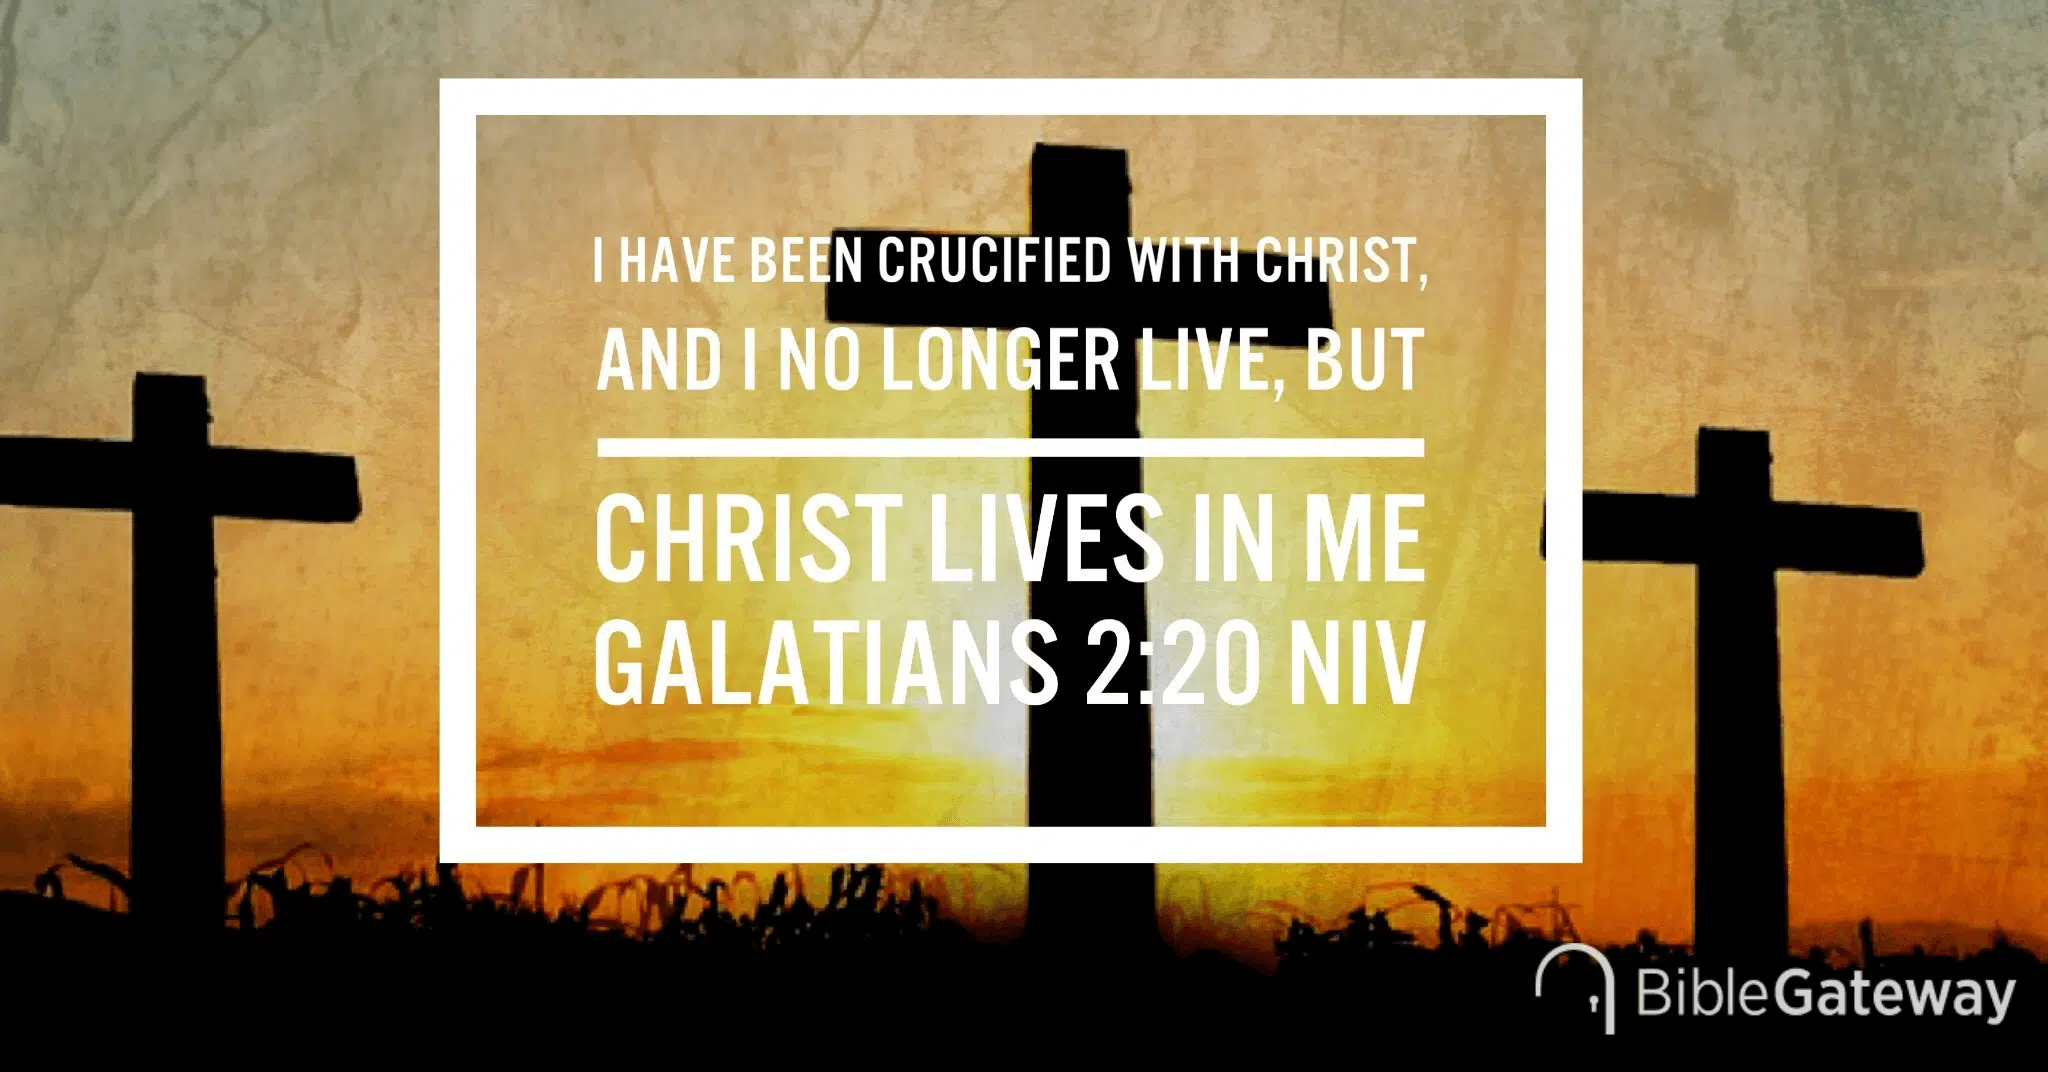 I HAVE BEEN CRUCIFIED WITH CHRIST,
AND I NO LONGER LIVE, BUT
CHRIST LIVES IN ME
GALATIANS 2:20 NIV
BibleGateway